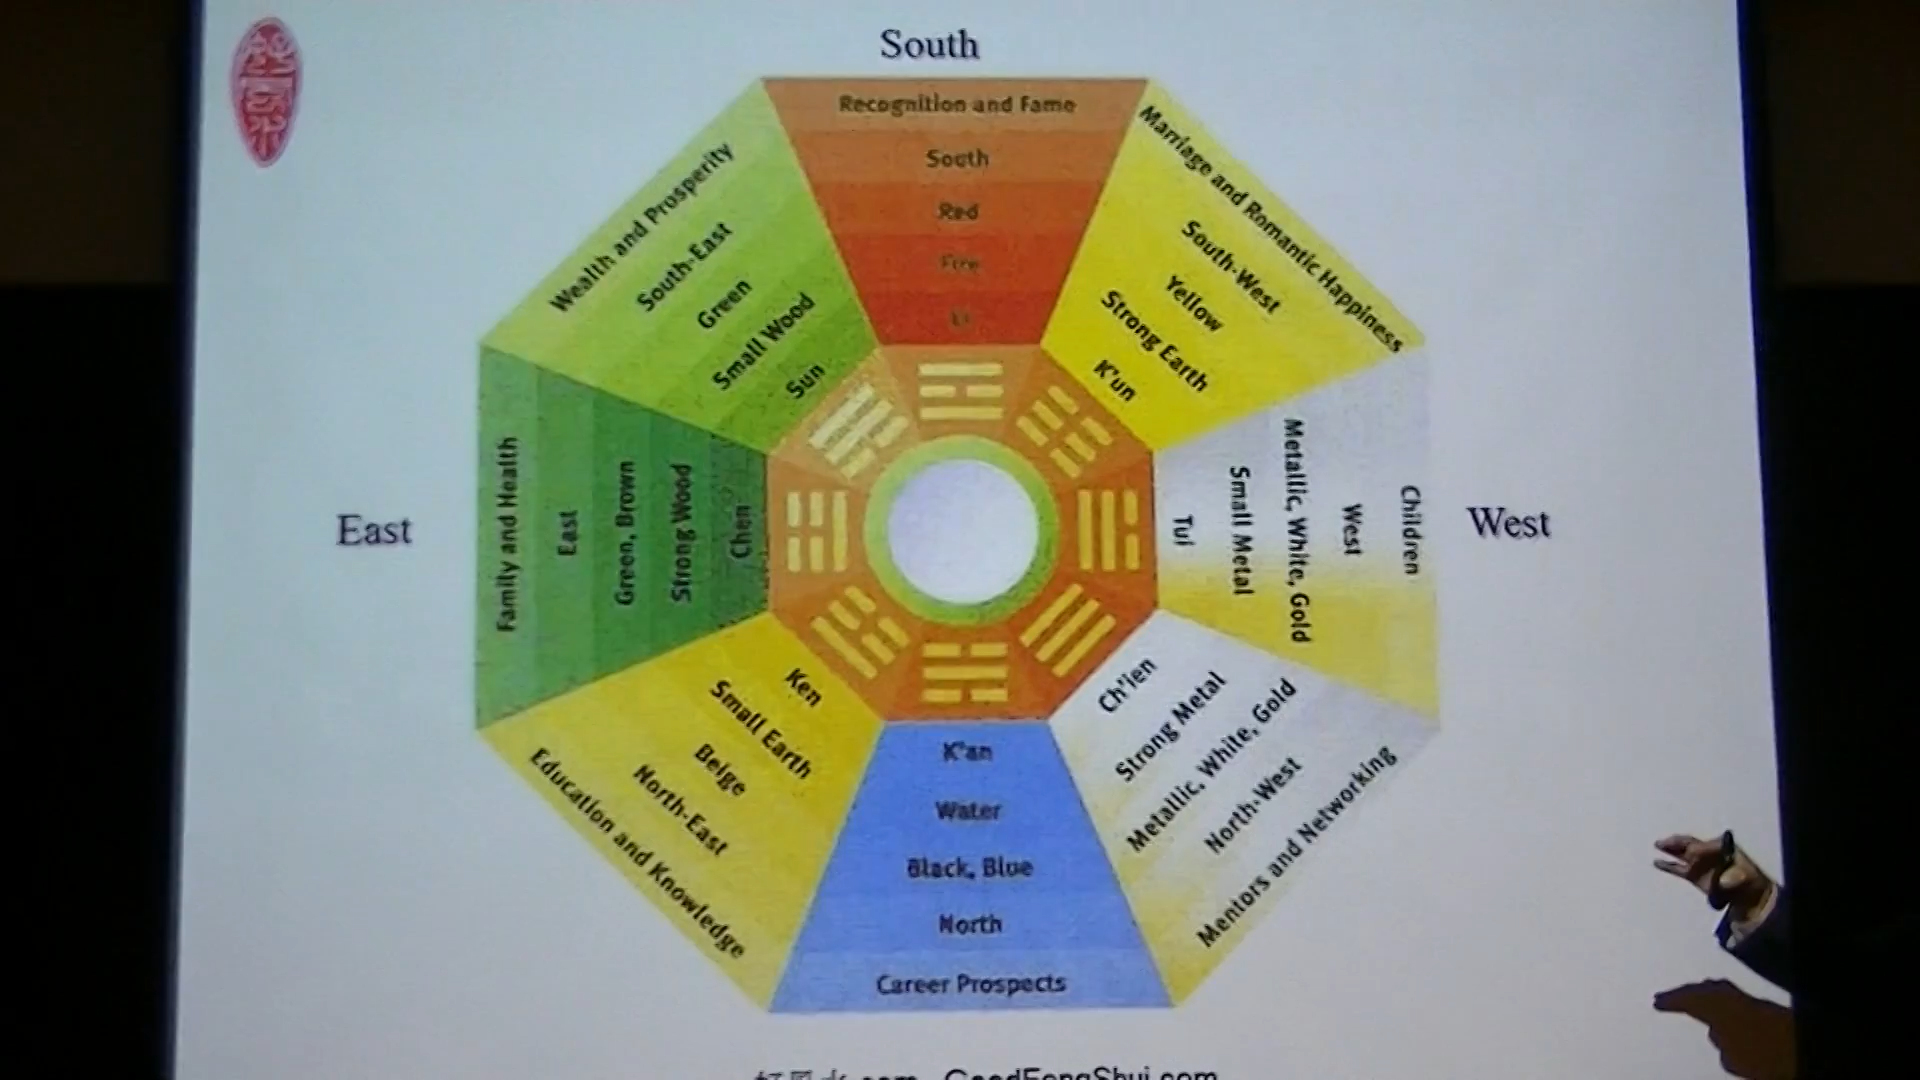 South
Recognition and Fame
South
Red
Fire
Li
Wealth and Prosperity
South-East
Green
Small Wood
Sun
Marriage and Romantic Happiness
South-West
Yellow
Strong Earth
K'un
East
Family and Health
East
Green, Brown
Strong Wood
Chen
Tui
Small Metal
Metallic, White, Gold
West
Children
West
Ken
Small Earth
Beige
North-East
Education and Knowledge
K'an
Water
Black, Blue
North
Career Prospects
Ch'ien
Strong Metal
Metallic, White, Gold
North-West
Mentors and Networking
GoodFengShui.com